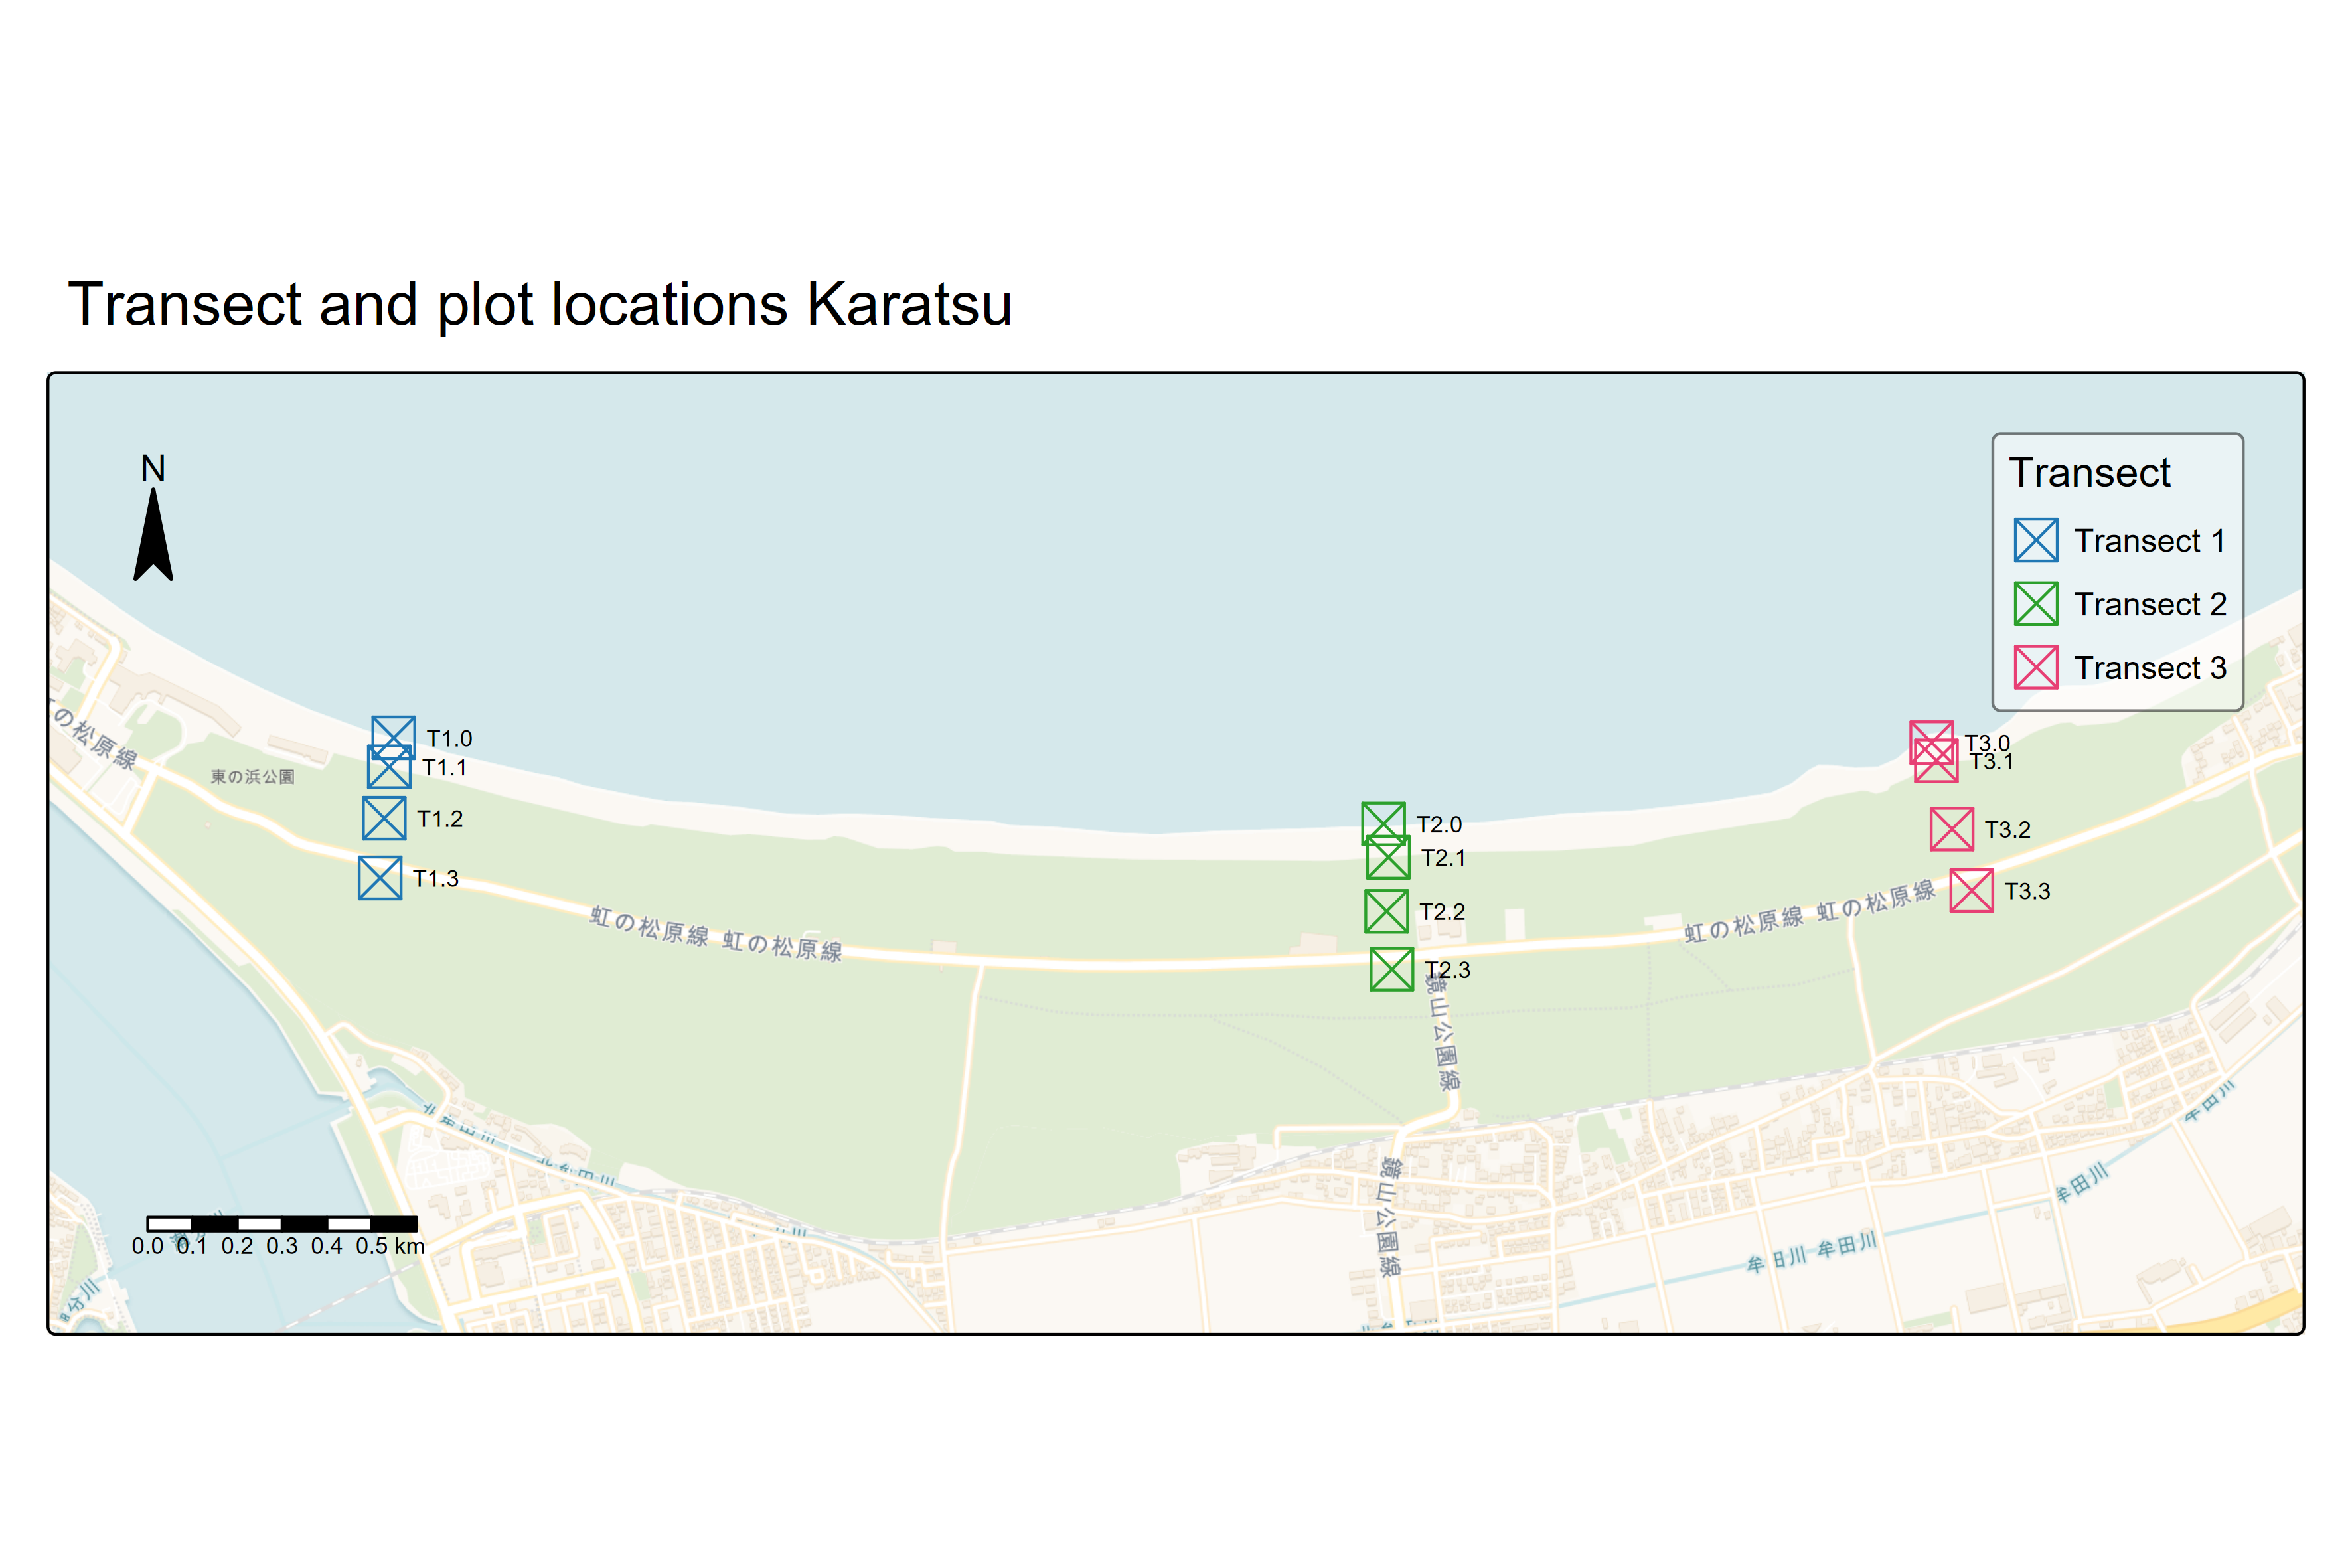 Transect and plot locations Karatsu
N
Transect
Transect 1
Transect 2
Transect 3
の松原線
東の浜公園
T1.0
T1.1
T1.2
T1.3
T2.0
T2.1
T2.2
T2.3
T3.0
T3.1
T3.2
T3.3
虹の松原線 虹の松原線
虹の松原線 虹の松原線
鏡山公園線
鏡山公園線
牟田川
牟田川
牟田川 牟田川
0.0 0.1 0.2 0.3 0.4 0.5 km